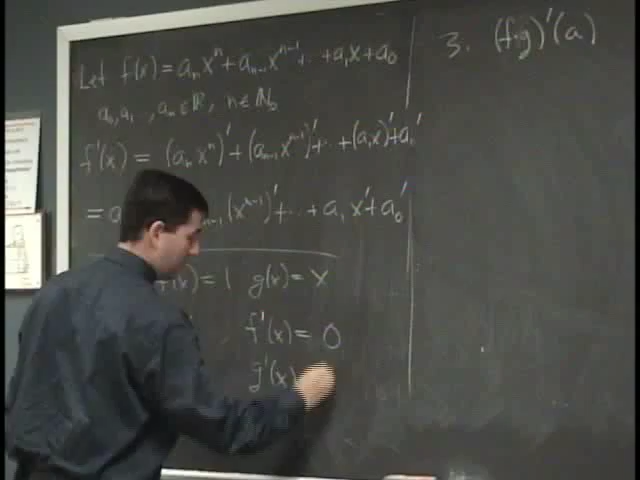 Let f(x) = aₙxⁿ + aₙ₋₁xⁿ⁻¹ + ⋯ + a₁x + a₀
a₀, a₁, , aₙ ∈ ℝ, n ∈ ℕ₀
f'(x) = (aₙxⁿ)' + (aₙ₋₁xⁿ⁻¹)' + ⋯ + (a₁x)' + a₀'
= a (xⁿ⁻¹)' + ⋯ + a₁x' + a₀'
(x) = 1 g(x) = x
f'(x) = 0
g'(x)
3. (f·g)'(a)